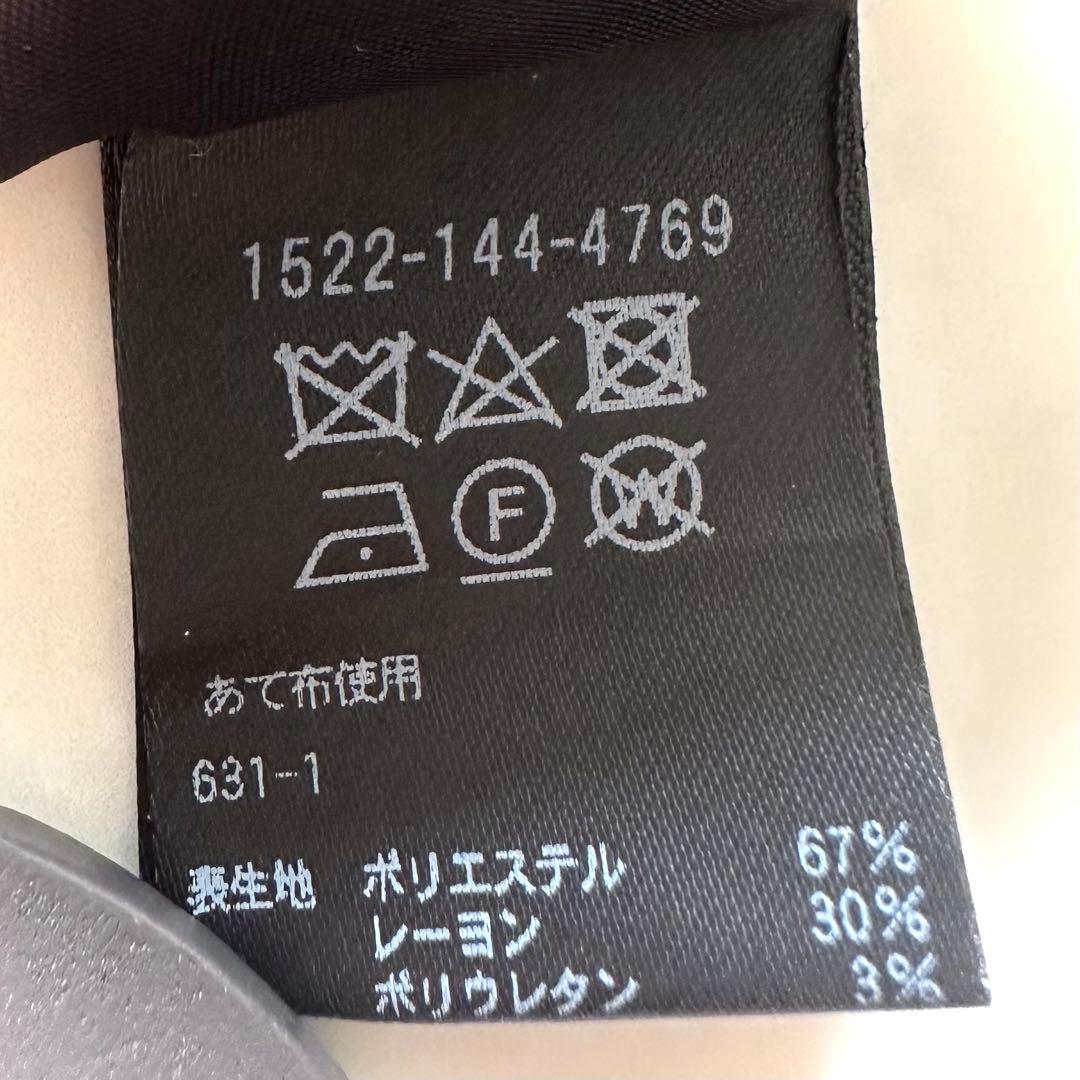 1522-144-4769
F W
あて布使用
631-1
表生地 ポリエステル 67%
レーヨン 30%
ポリウレタン 3%